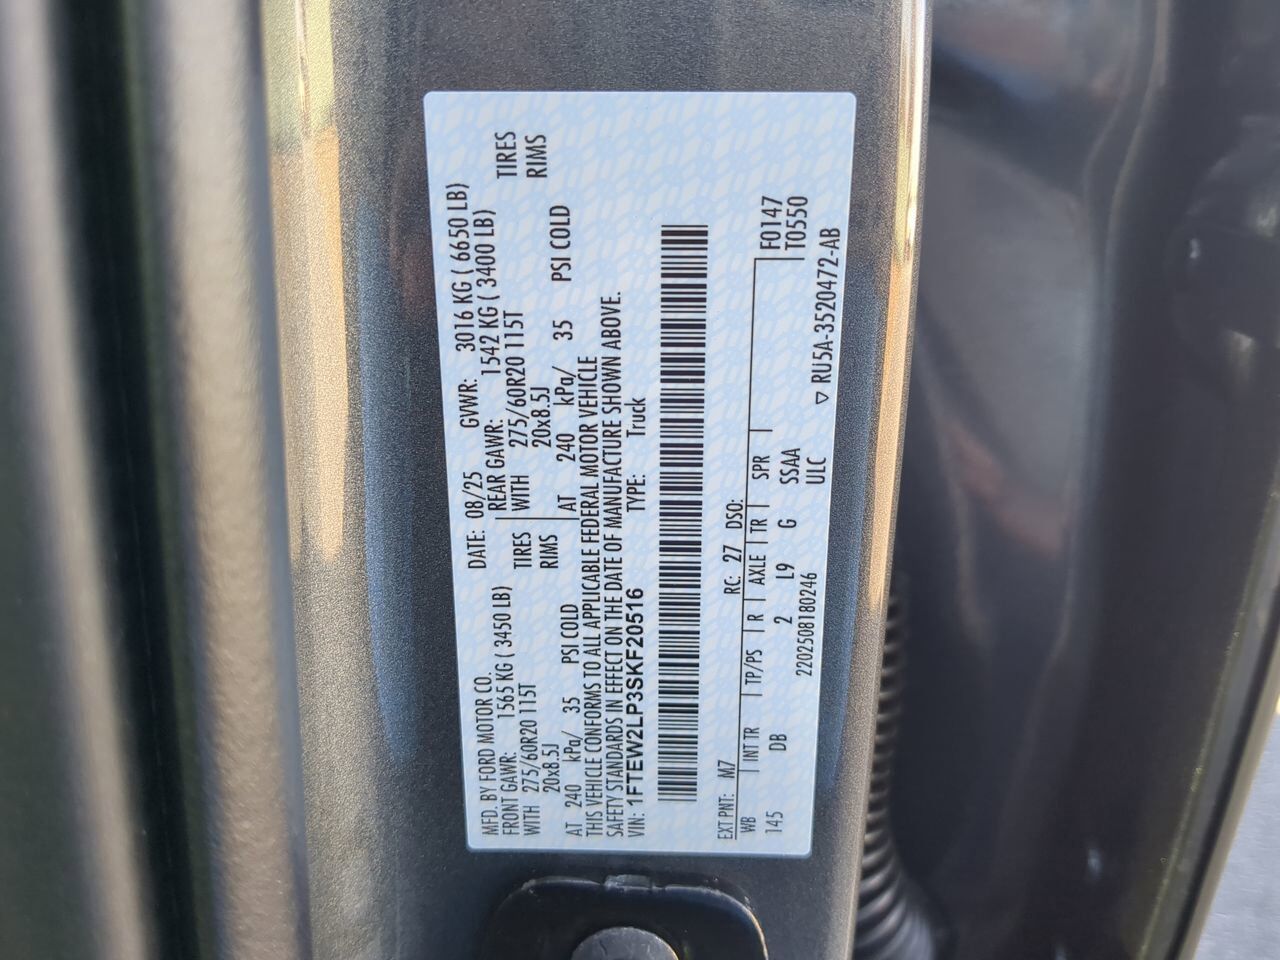 MFD. BY FORD MOTOR CO. DATE: 08/25 GVWR: 3016 KG ( 6650 LB)
FRONT GAWR: 1565 KG ( 3450 LB) REAR GAWR: 1542 KG ( 3400 LB)
WITH 275/60R20 115T TIRES WITH 275/60R20 115T TIRES
20x8.5J RIMS 20x8.5J RIMS
AT 240 kPa/ 35 PSI COLD AT 240 kPa/ 35 PSI COLD
THIS VEHICLE CONFORMS TO ALL APPLICABLE FEDERAL MOTOR VEHICLE
SAFETY STANDARDS IN EFFECT ON THE DATE OF MANUFACTURE SHOWN ABOVE.
VIN: 1FTEW2LP3SKF20516 TYPE: Truck
EXT PNT: M7 RC: 27 DSO: F0147
WB INT TR TP/PS R AXLE TR SPR T0550
145 DB 2 L9 G SSAA
2202508180246 ULC ▽ RU5A-3520472-AB